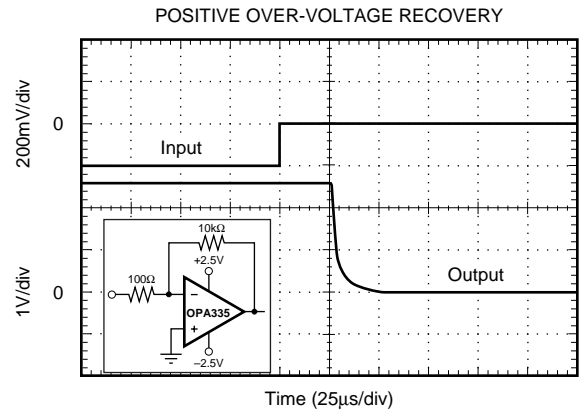 POSITIVE OVER-VOLTAGE RECOVERY
200mV/div
0
Input
10kΩ
+2.5V
100Ω
OPA335
–2.5V
1V/div
0
Output
Time (25µs/div)